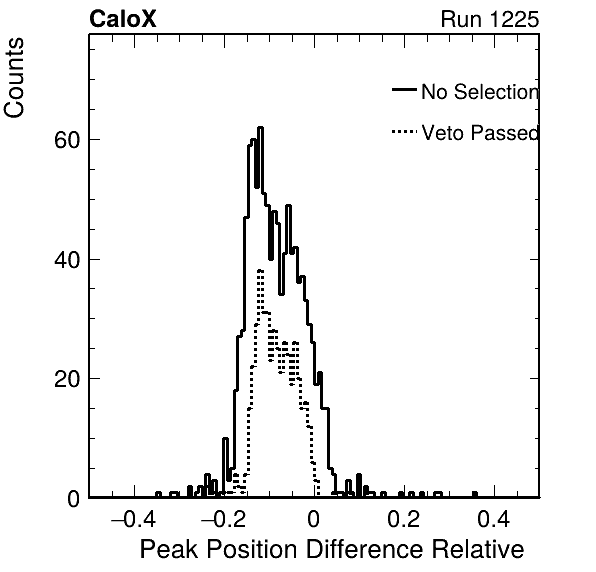 CaloX Run 1225
Counts
No Selection
Veto Passed
60
40
20
0
−0.4 −0.2 0 0.2 0.4
Peak Position Difference Relative